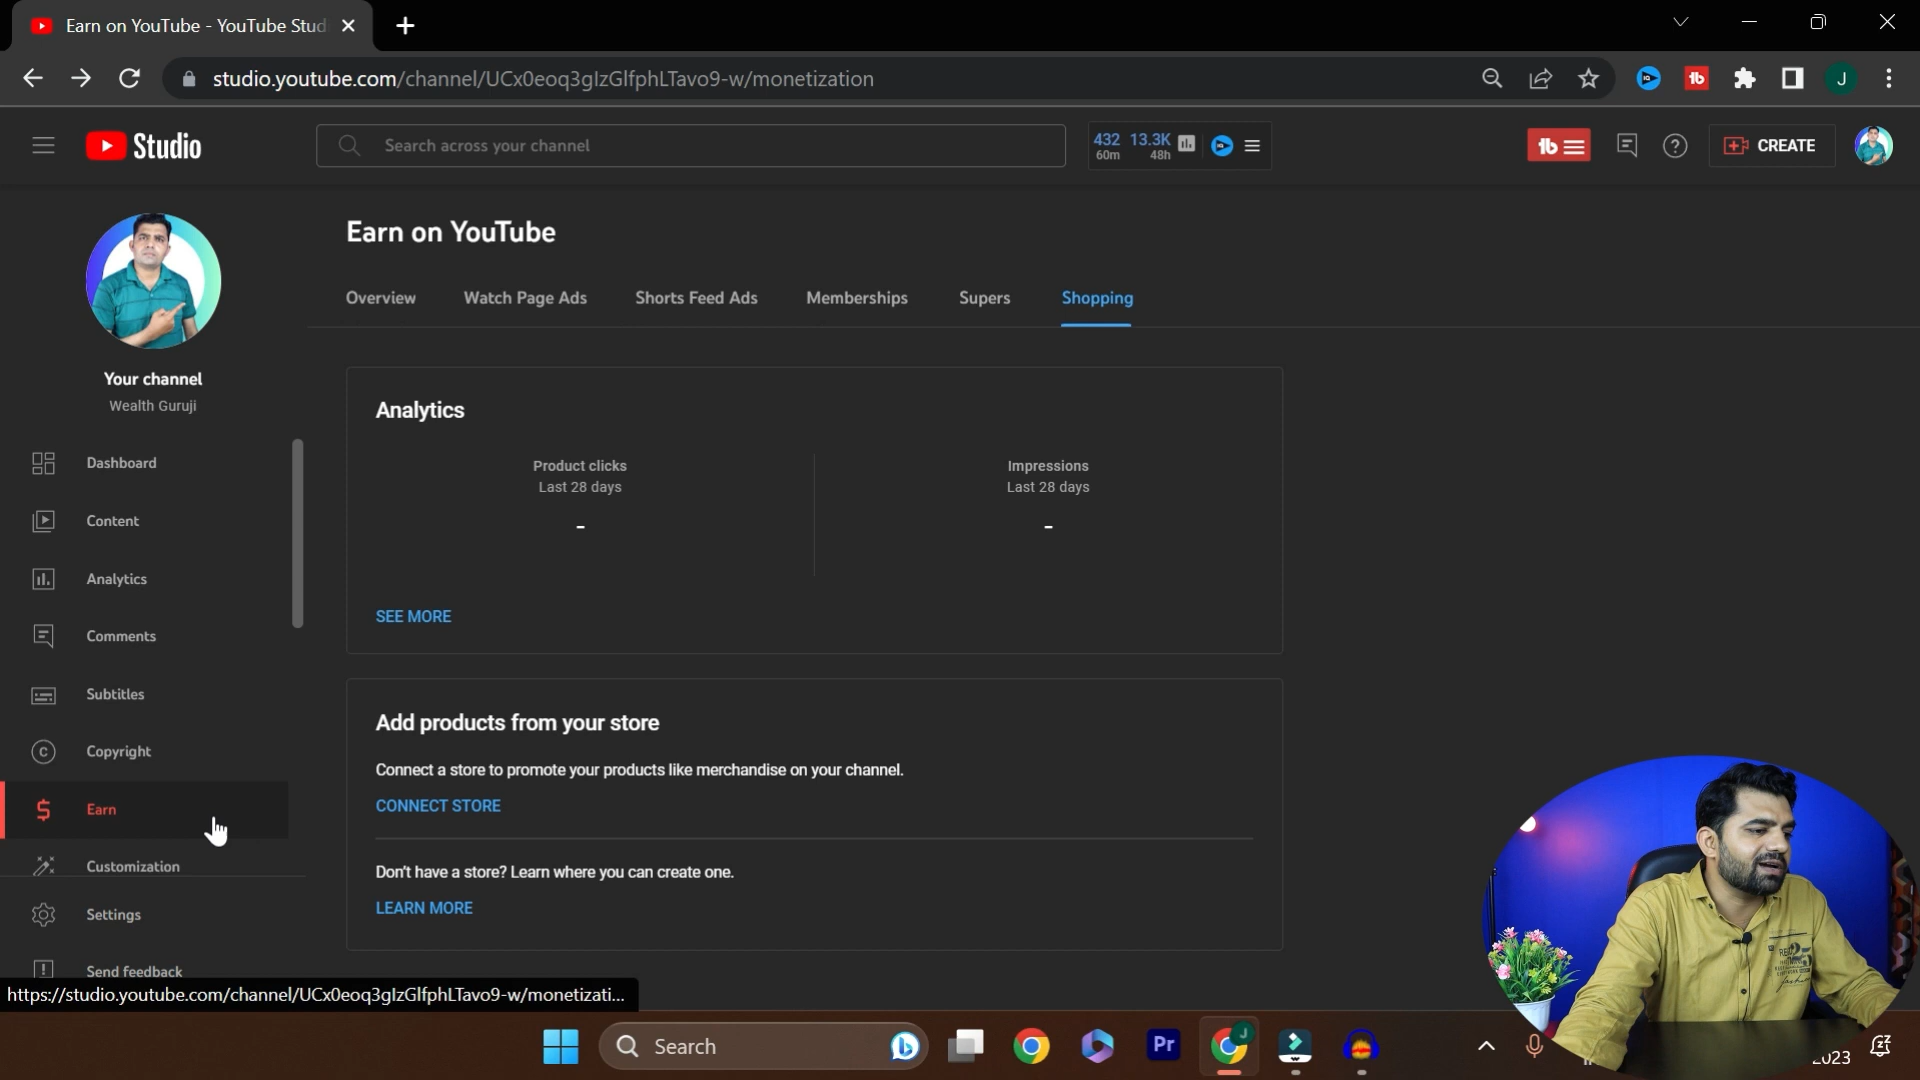 Earn on YouTube - YouTube Stud
studio.youtube.com/channel/UCx0eoq3gIzGlfphLTavo9-w/monetization
Studio
Search across your channel
432 13.3K
60m 48h
CREATE
Your channel
Wealth Guruji
Dashboard
Content
Analytics
Comments
Subtitles
Copyright
Earn
Customization
Settings
Send feedback
Earn on YouTube
Overview Watch Page Ads Shorts Feed Ads Memberships Supers Shopping
Analytics
Product clicks
Last 28 days
-
Impressions
Last 28 days
-
SEE MORE
Add products from your store
Connect a store to promote your products like merchandise on your channel.
CONNECT STORE
Don't have a store? Learn where you can create one.
LEARN MORE
https://studio.youtube.com/channel/UCx0eoq3gIzGlfphLTavo9-w/monetizati...
Search
Pr
J
J
2023